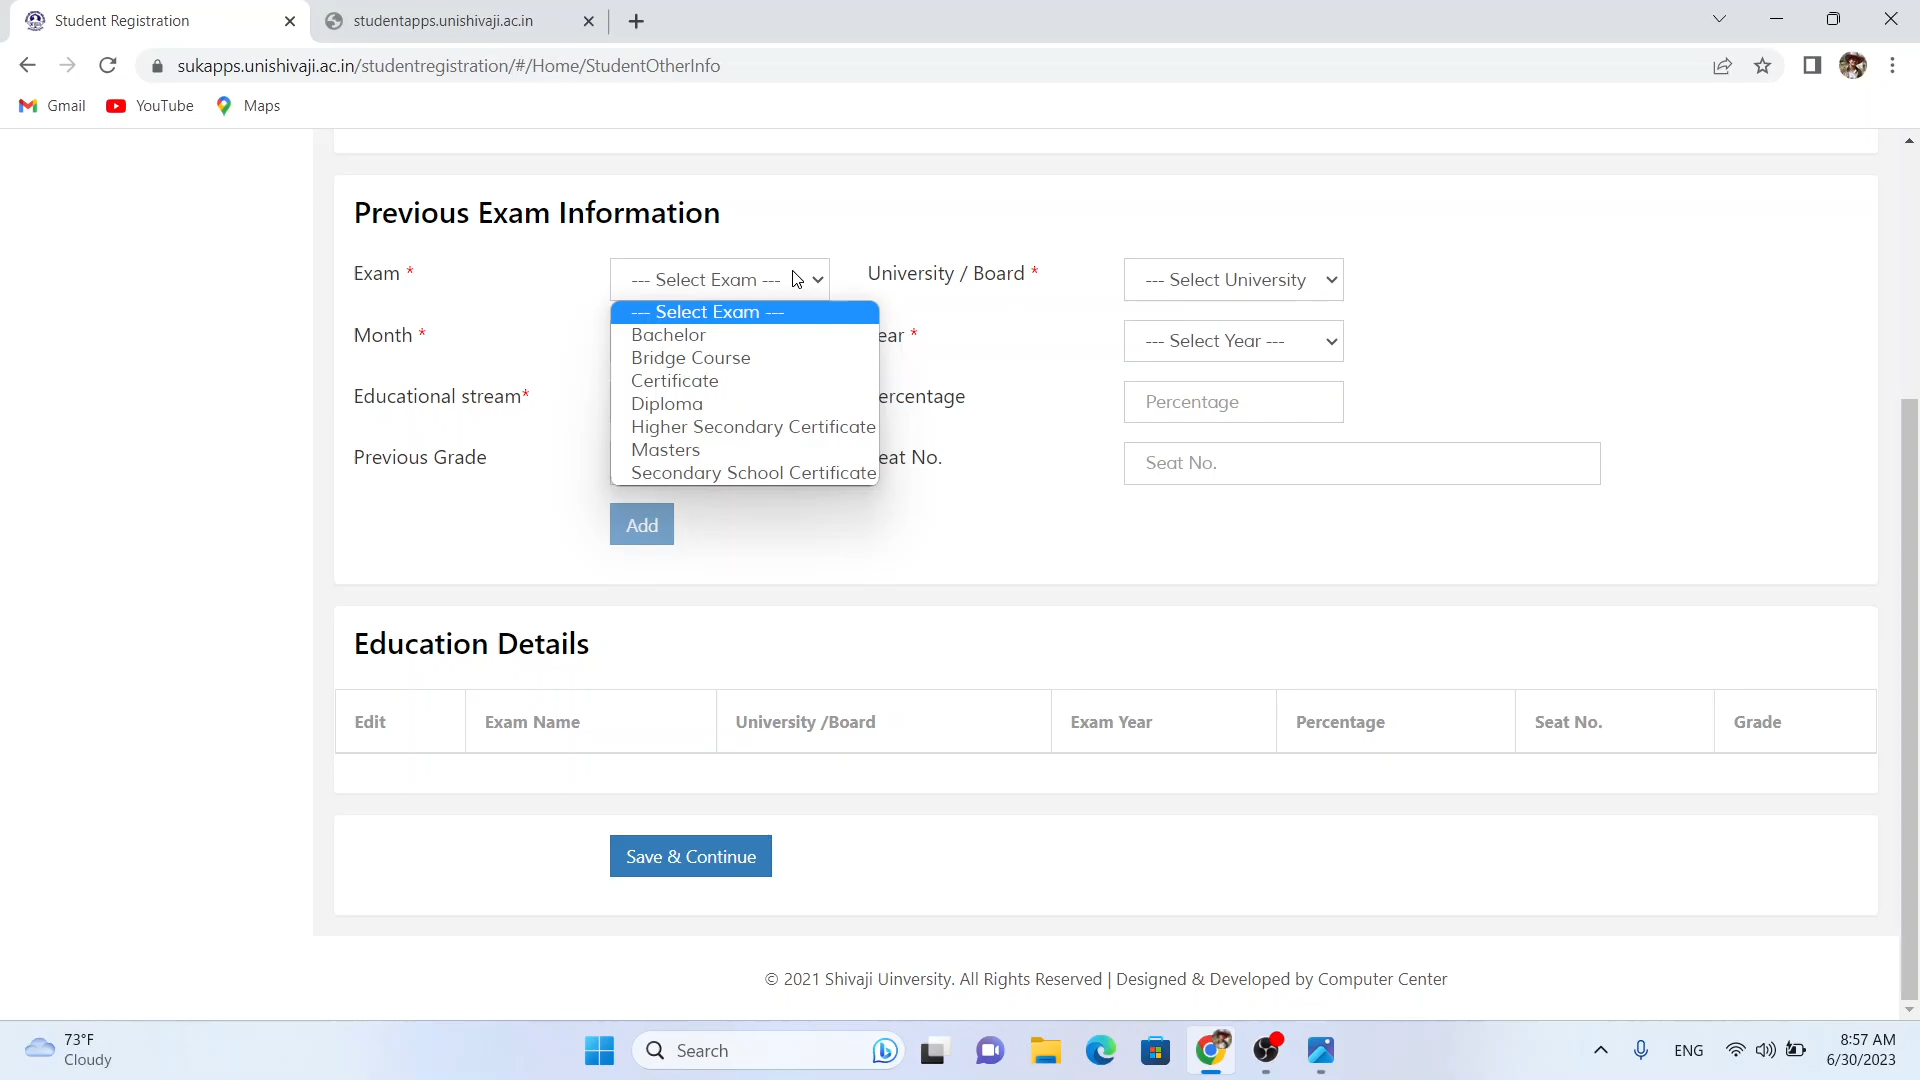 Student Registration
studentapps.unishivaji.ac.in
sukapps.unishivaji.ac.in/studentregistration/#/Home/StudentOtherInfo
Gmail YouTube Maps
Previous Exam Information
Exam * --- Select Exam --- University / Board * --- Select University
--- Select Exam ---
Bachelor
Bridge Course
Certificate
Diploma
Higher Secondary Certificate
Masters
Secondary School Certificate
Month * ear * --- Select Year ---
Educational stream* ercentage Percentage
Previous Grade eat No. Seat No.
Add
Education Details
Edit Exam Name University /Board Exam Year Percentage Seat No. Grade
Save & Continue
© 2021 Shivaji Uinversity. All Rights Reserved | Designed & Developed by Computer Center
73°F
Cloudy
Search
ENG
8:57 AM
6/30/2023